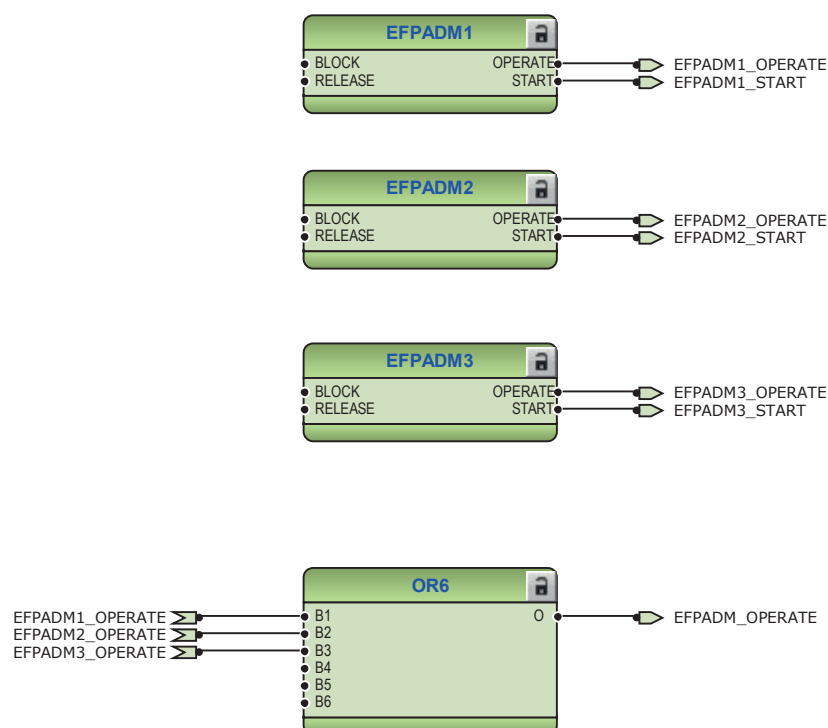 EFPADM1
BLOCK OPERATE EFPADM1_OPERATE
RELEASE START EFPADM1_START
EFPADM2
BLOCK OPERATE EFPADM2_OPERATE
RELEASE START EFPADM2_START
EFPADM3
BLOCK OPERATE EFPADM3_OPERATE
RELEASE START EFPADM3_START
OR6
EFPADM1_OPERATE B1 O EFPADM_OPERATE
EFPADM2_OPERATE B2
EFPADM3_OPERATE B3
B4
B5
B6